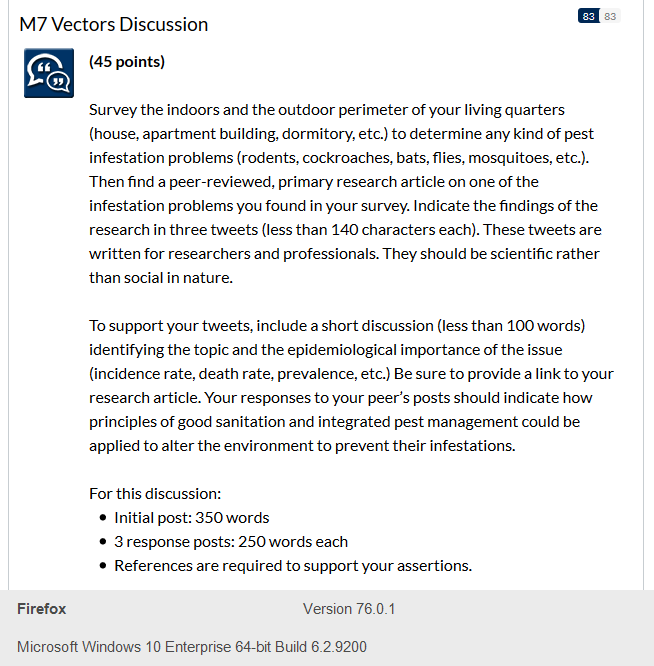 M7 Vectors Discussion
83 83
(45 points)
Survey the indoors and the outdoor perimeter of your living quarters
(house, apartment building, dormitory, etc.) to determine any kind of pest
infestation problems (rodents, cockroaches, bats, flies, mosquitoes, etc.).
Then find a peer-reviewed, primary research article on one of the
infestation problems you found in your survey. Indicate the findings of the
research in three tweets (less than 140 characters each). These tweets are
written for researchers and professionals. They should be scientific rather
than social in nature.
To support your tweets, include a short discussion (less than 100 words)
identifying the topic and the epidemiological importance of the issue
(incidence rate, death rate, prevalence, etc.) Be sure to provide a link to your
research article. Your responses to your peer’s posts should indicate how
principles of good sanitation and integrated pest management could be
applied to alter the environment to prevent their infestations.
For this discussion:
• Initial post: 350 words
• 3 response posts: 250 words each
• References are required to support your assertions.
Firefox Version 76.0.1
Microsoft Windows 10 Enterprise 64-bit Build 6.2.9200